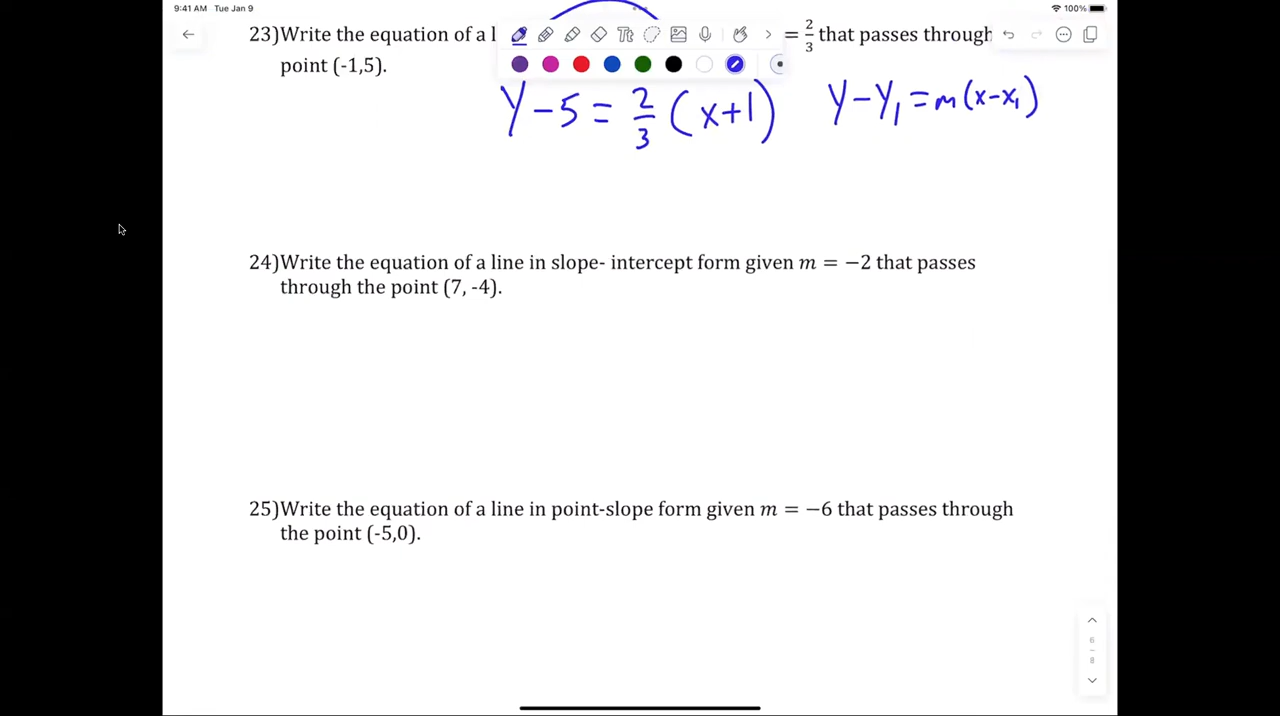 9:41 AM Tue Jan 9
100%
23)Write the equation of a l = 2/3 that passes through
point (-1,5).
y - 5 = 2/3 (x+1) y - y₁ = m(x-x₁)
24)Write the equation of a line in slope- intercept form given m = −2 that passes
through the point (7, -4).
25)Write the equation of a line in point-slope form given m = −6 that passes through
the point (-5,0).
6
8